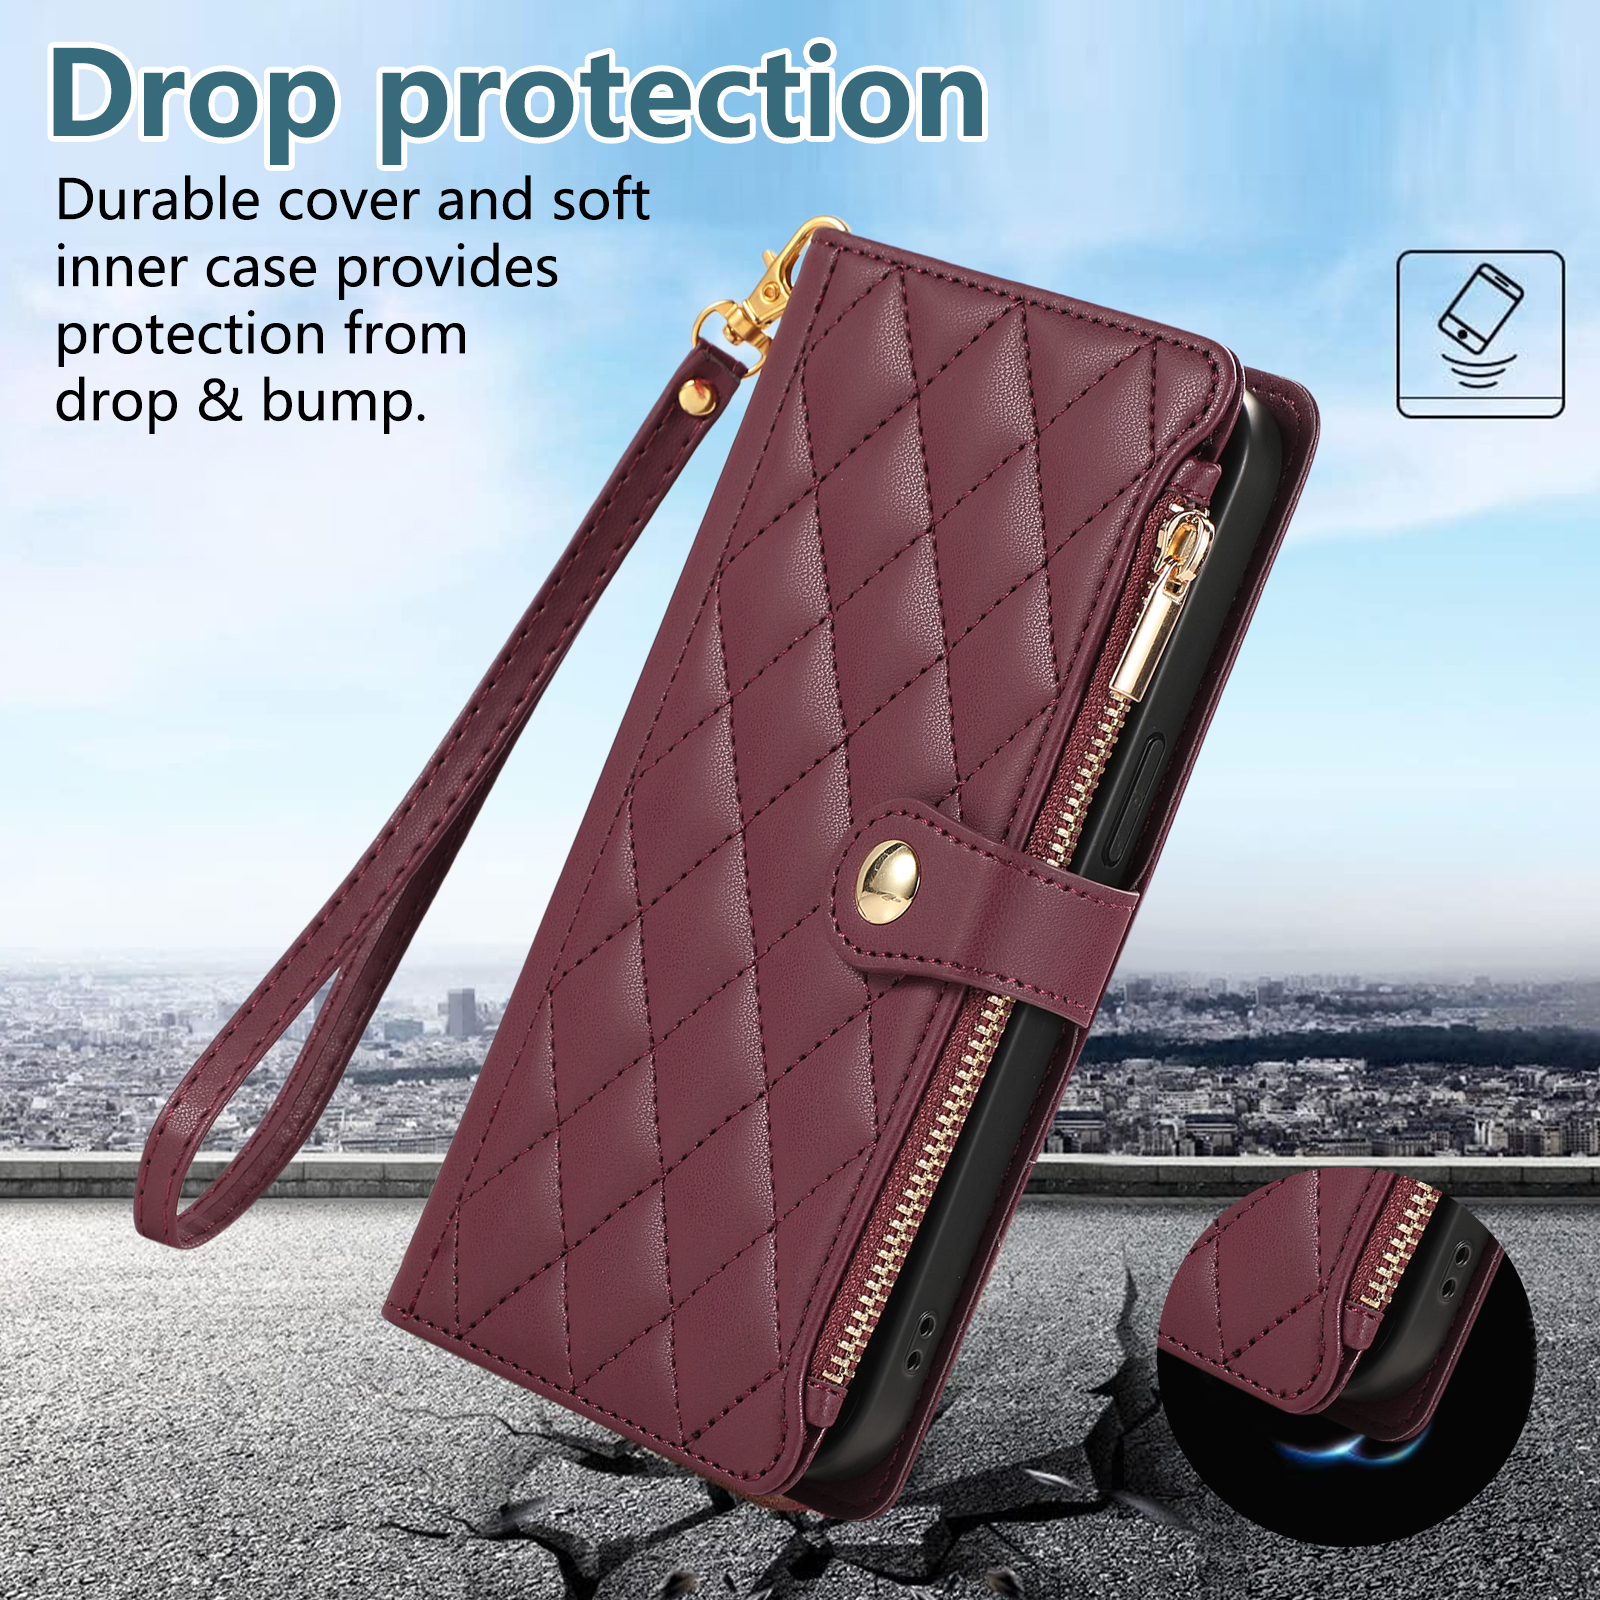 Drop protection
Durable cover and soft
inner case provides
protection from
drop & bump.